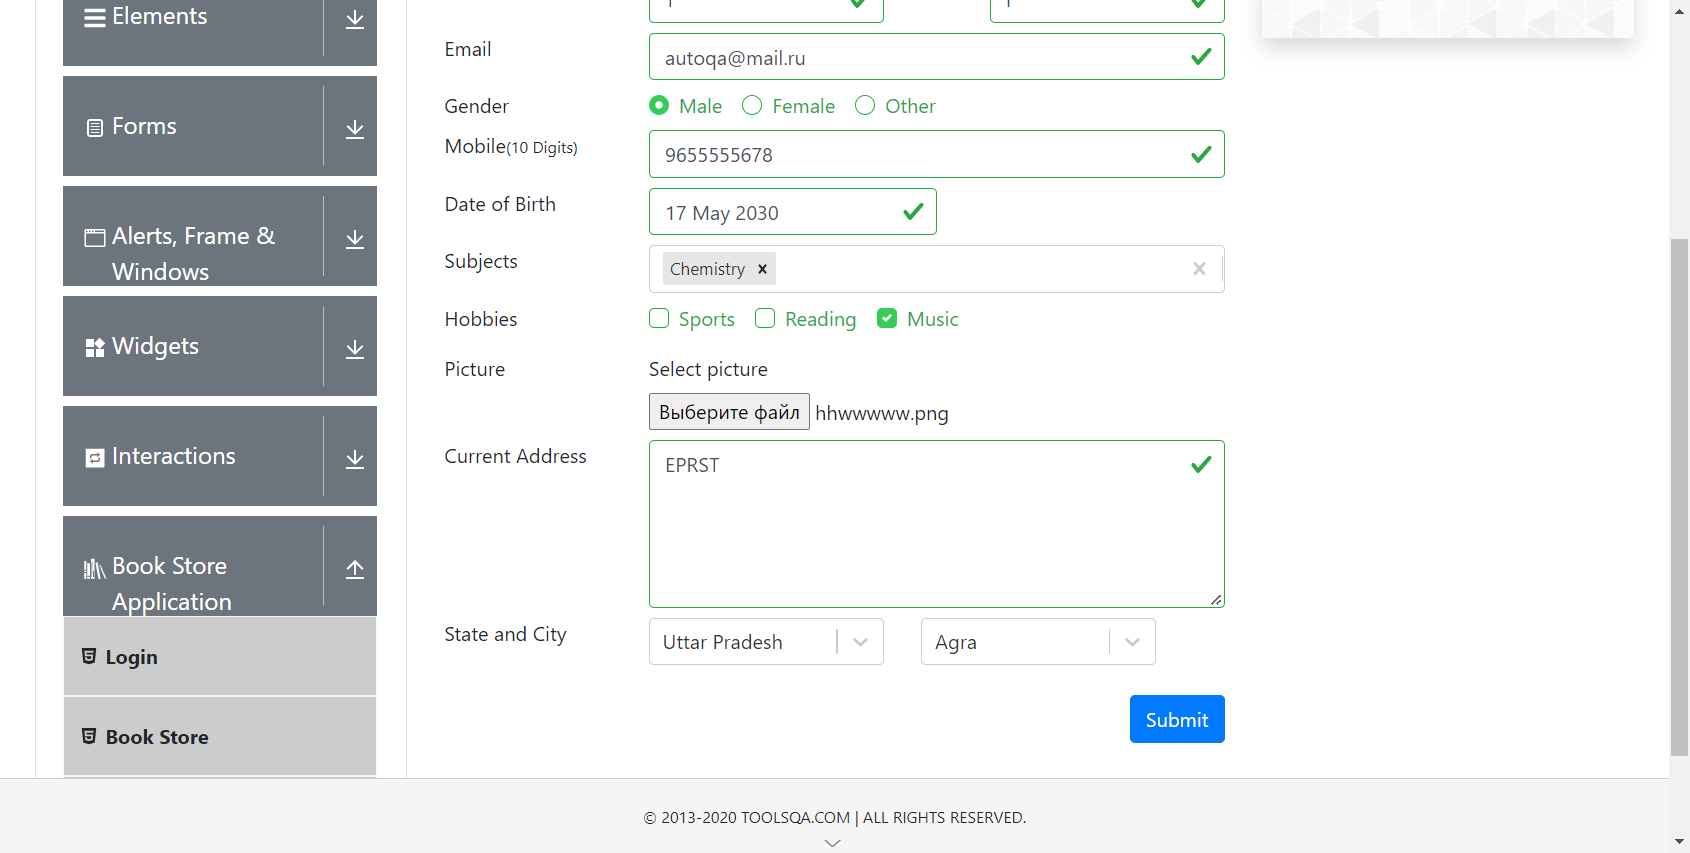 Elements
Forms
Alerts, Frame &
Windows
Widgets
Interactions
Book Store
Application
Login
Book Store
Email
autoqa@mail.ru
Gender
Male Female Other
Mobile(10 Digits)
9655555678
Date of Birth
17 May 2030
Subjects
Chemistry
Hobbies
Sports Reading Music
Picture
Select picture
Выберите файл hhwwwww.png
Current Address
EPRST
State and City
Uttar Pradesh Agra
Submit
© 2013-2020 TOOLSQA.COM | ALL RIGHTS RESERVED.